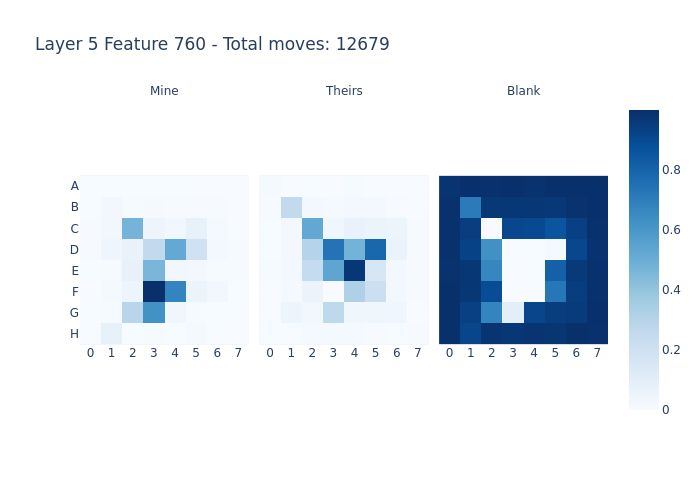 Layer 5 Feature 760 - Total moves: 12679
Mine Theirs Blank
A
B
C
D
E
F
G
H
0 1 2 3 4 5 6 7 0 1 2 3 4 5 6 7 0 1 2 3 4 5 6 7
0.8
0.6
0.4
0.2
0